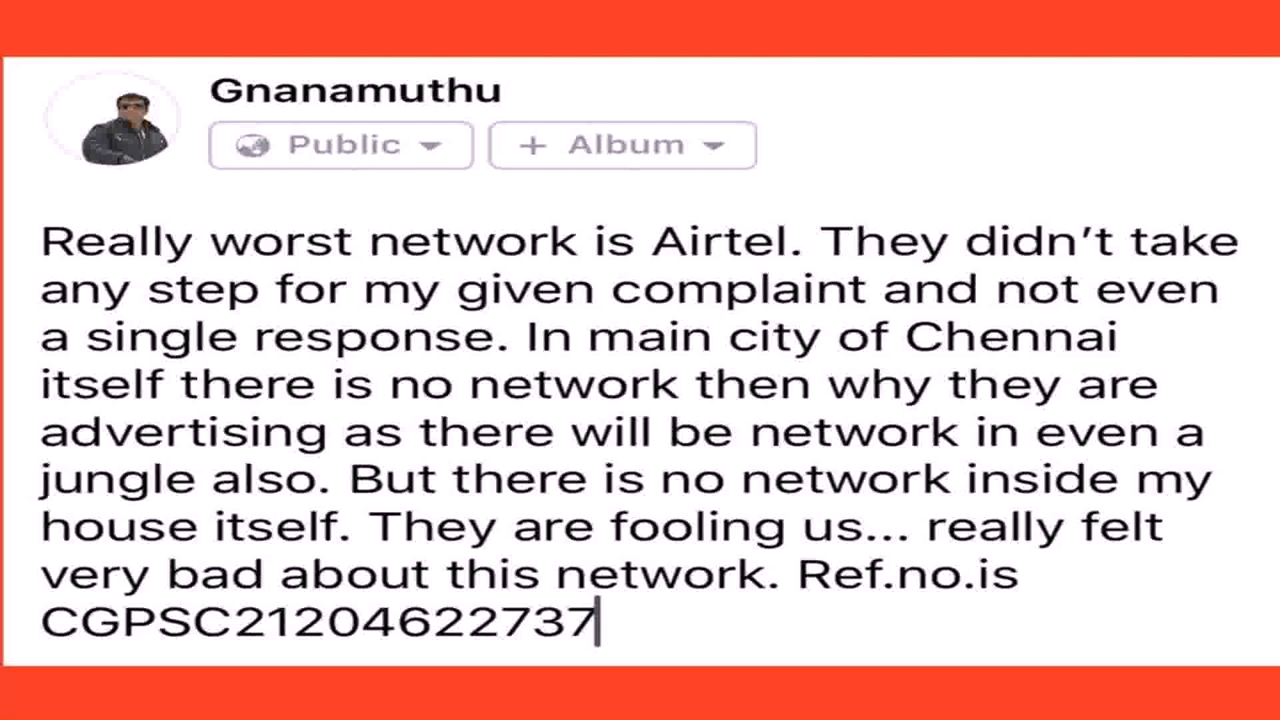 Gnanamuthu
Public
+ Album
Really worst network is Airtel. They didn't take
any step for my given complaint and not even
a single response. In main city of Chennai
itself there is no network then why they are
advertising as there will be network in even a
jungle also. But there is no network inside my
house itself. They are fooling us... really felt
very bad about this network. Ref.no.is
CGPSC21204622737